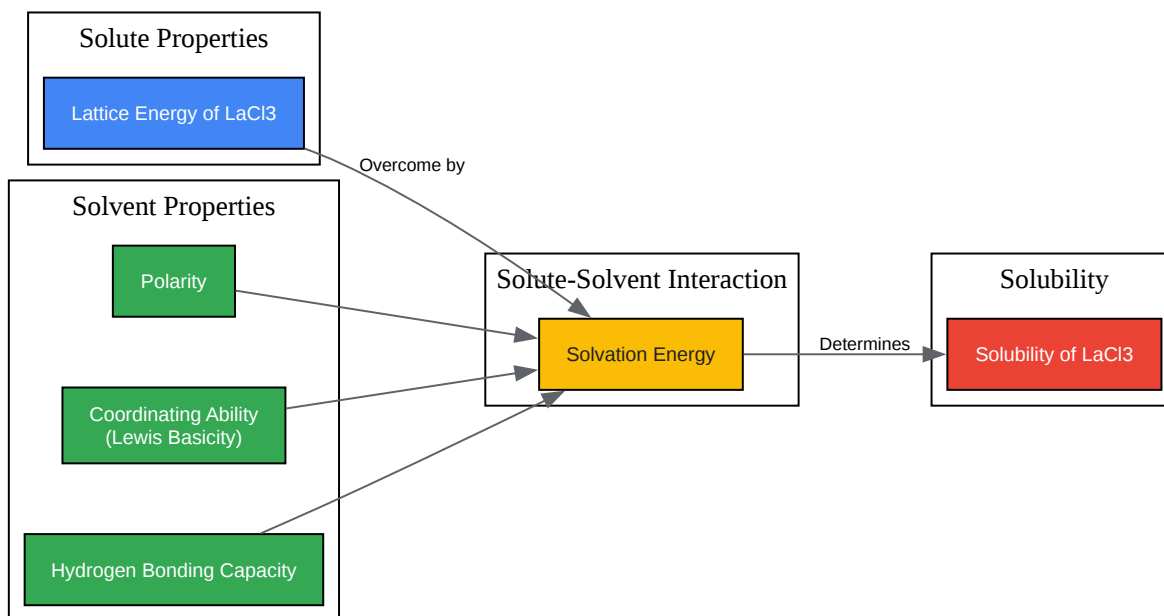 Solute Properties
Lattice Energy of LaCl3
Overcome by
Solvent Properties
Polarity
Coordinating Ability
(Lewis Basicity)
Hydrogen Bonding Capacity
Solute-Solvent Interaction
Solvation Energy
Determines
Solubility
Solubility of LaCl3